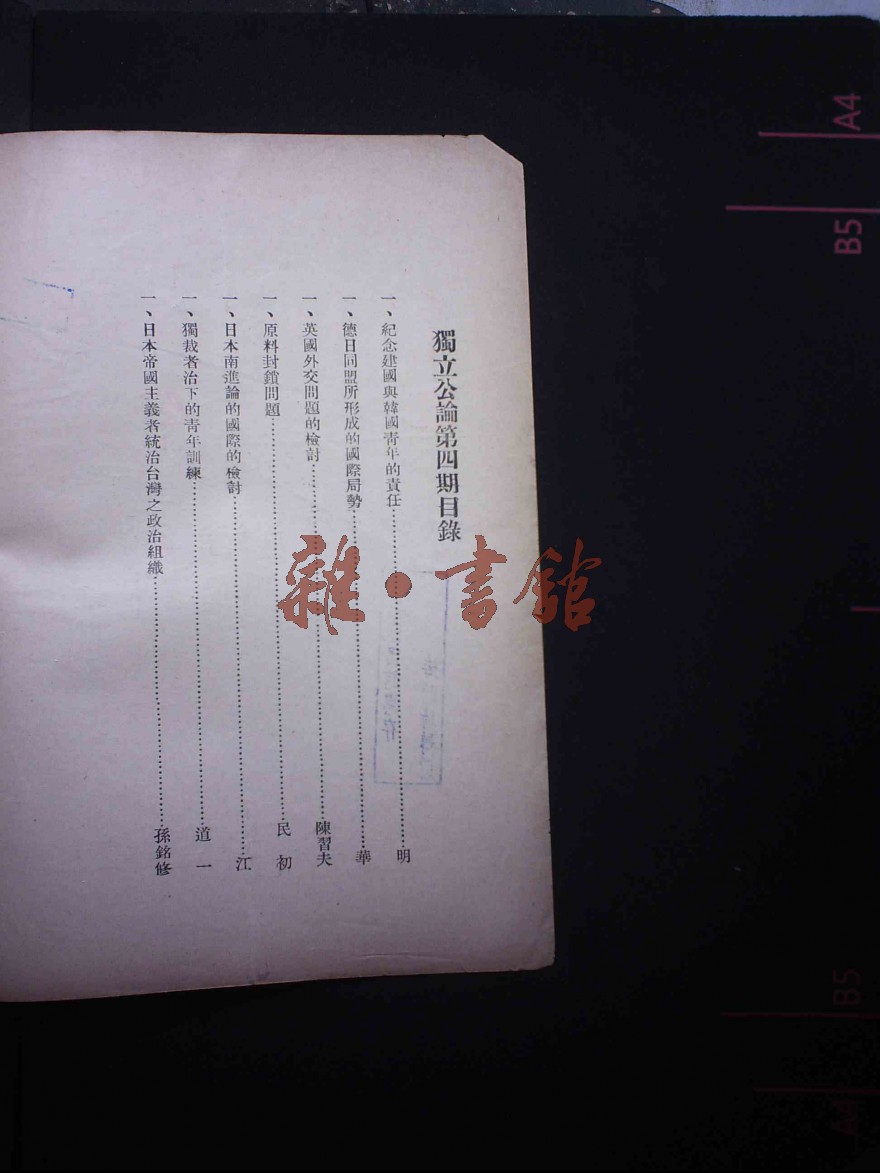 獨立公論第四期目錄
一、紀念建國與韓國靑年的責任……明
一、德日同盟所形成的國際局勢……華
一、英國外交問題的檢討……陳習夫
一、原料封鎖問題……民初
一、日本南進論的國際的檢討……江
一、獨裁者治下的靑年訓練……道一
一、日本帝國主義者統治台灣之政治組織……孫銘修
雜·書館
A4
B5
B5
A4